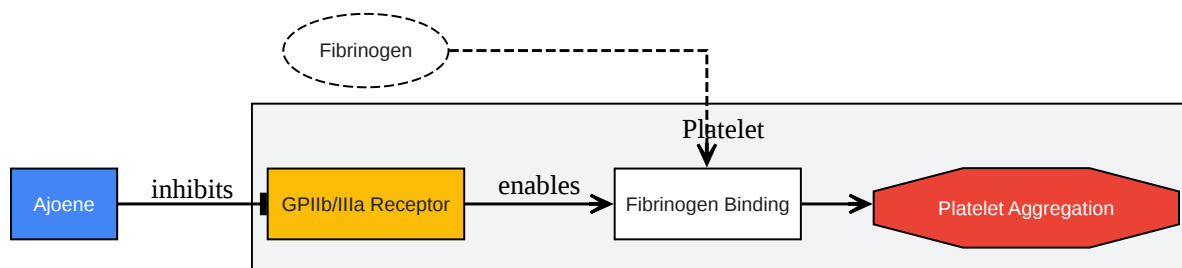 Fibrinogen
Platelet
Ajoene
inhibits
GPIIb/IIIa Receptor
enables
Fibrinogen Binding
Platelet Aggregation